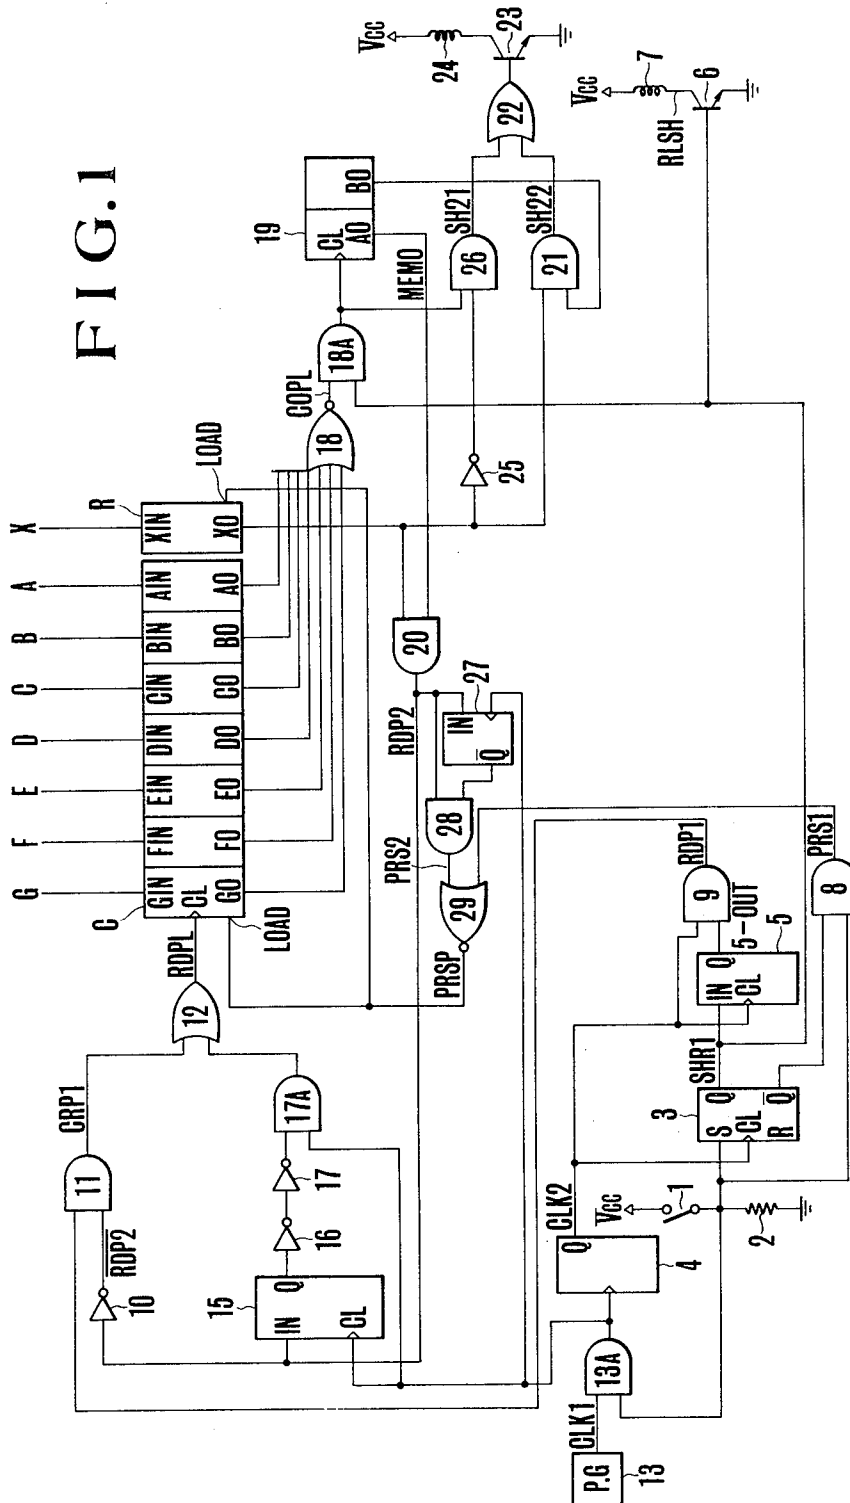 FIG.1
G
F
E
D
C
B
A
X
C
R
GIN
FIN
EIN
DIN
CIN
BIN
AIN
XIN
CL
GO
FO
EO
DO
CO
BO
AO
XO
LOAD
LOAD
RDPL
11
CRP1
12
10
R̅D̅P̅2̅
15
IN
Q
CL
16
17
17A
18
COPL
18A
19
CL
AO
BO
MEMO
20
RDP2
27
IN
Q̅
28
PRS2
29
PRSP
25
26
SH21
21
SH22
22
23
24
Vcc
P.G
13
CLK1
13A
4
Q
CLK2
Vcc
1
2
3
S
CL
R
Q
Q̅
SHR1
5
IN
CL
Q
5-OUT
9
RDP1
8
PRS1
RLSH
7
6
Vcc